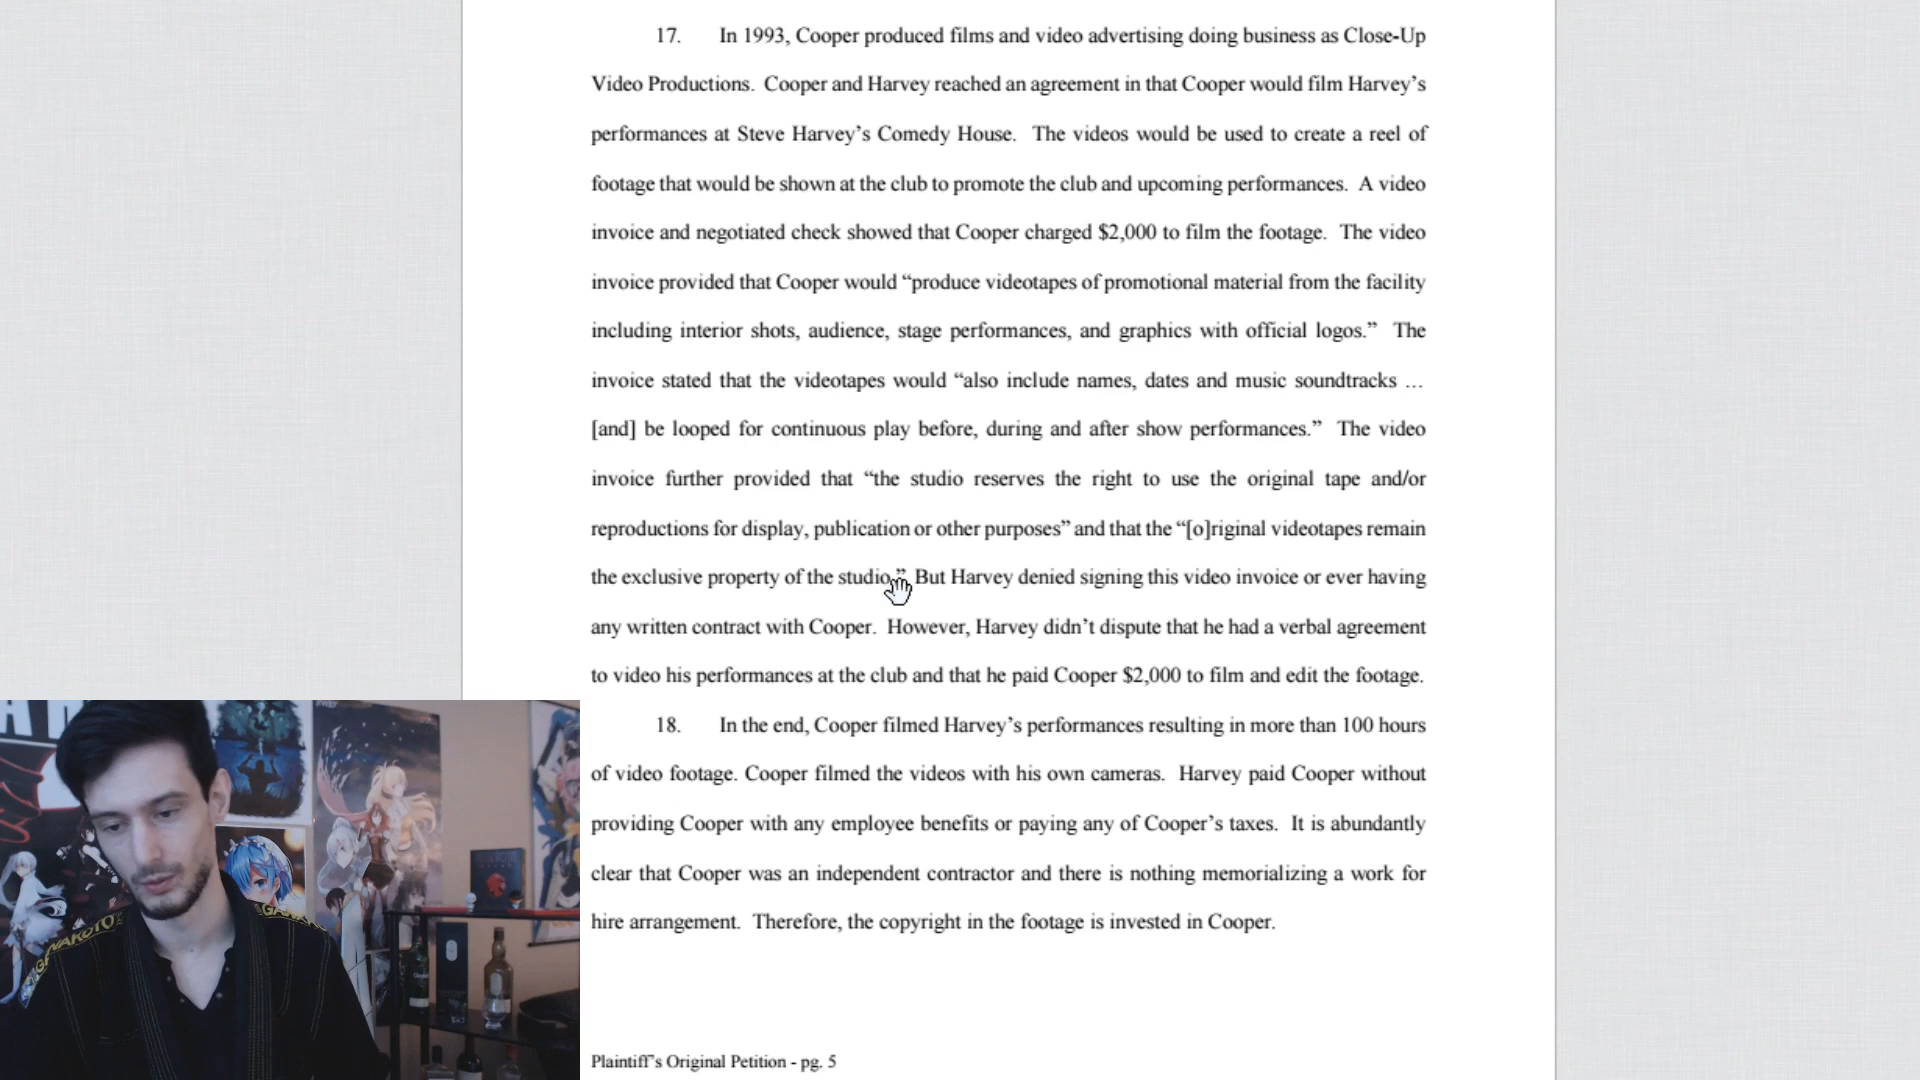 17. In 1993, Cooper produced films and video advertising doing business as Close-Up
Video Productions. Cooper and Harvey reached an agreement in that Cooper would film Harvey’s
performances at Steve Harvey’s Comedy House. The videos would be used to create a reel of
footage that would be shown at the club to promote the club and upcoming performances. A video
invoice and negotiated check showed that Cooper charged $2,000 to film the footage. The video
invoice provided that Cooper would “produce videotapes of promotional material from the facility
including interior shots, audience, stage performances, and graphics with official logos.” The
invoice stated that the videotapes would “also include names, dates and music soundtracks …
[and] be looped for continuous play before, during and after show performances.” The video
invoice further provided that “the studio reserves the right to use the original tape and/or
reproductions for display, publication or other purposes” and that the “[o]riginal videotapes remain
the exclusive property of the studio.” But Harvey denied signing this video invoice or ever having
any written contract with Cooper. However, Harvey didn’t dispute that he had a verbal agreement
to video his performances at the club and that he paid Cooper $2,000 to film and edit the footage.
18. In the end, Cooper filmed Harvey’s performances resulting in more than 100 hours
of video footage. Cooper filmed the videos with his own cameras. Harvey paid Cooper without
providing Cooper with any employee benefits or paying any of Cooper’s taxes. It is abundantly
clear that Cooper was an independent contractor and there is nothing memorializing a work for
hire arrangement. Therefore, the copyright in the footage is invested in Cooper.
Plaintiff’s Original Petition - pg. 5